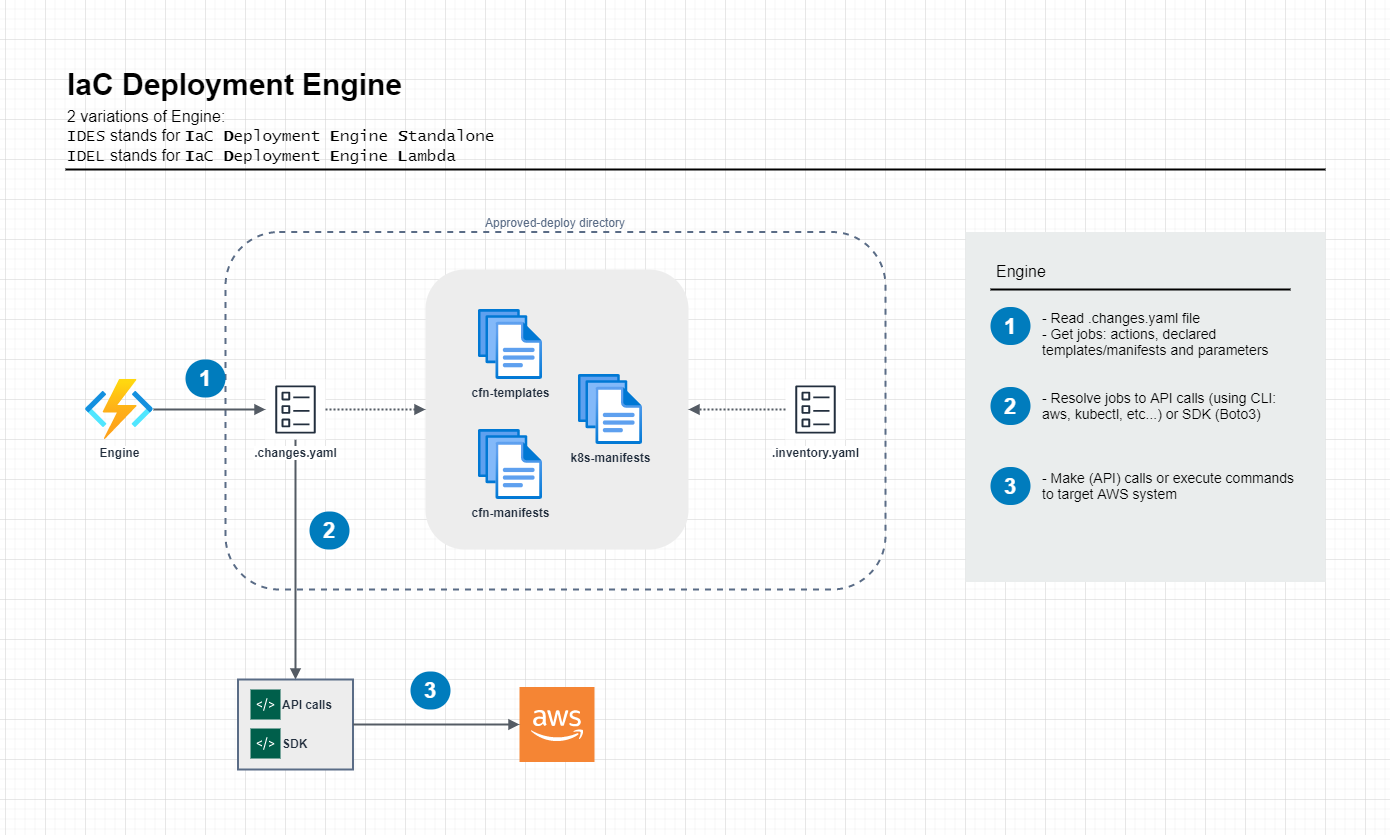 IaC Deployment Engine
2 variations of Engine:
IDES stands for IaC Deployment Engine Standalone
IDEL stands for IaC Deployment Engine Lambda
Approved-deploy directory
1
Engine
.changes.yaml
cfn-templates
k8s-manifests
cfn-manifests
.inventory.yaml
2
</> API calls
</> SDK
3
aws
Engine
1
- Read .changes.yaml file
- Get jobs: actions, declared
templates/manifests and parameters
2
- Resolve jobs to API calls (using CLI:
aws, kubectl, etc...) or SDK (Boto3)
3
- Make (API) calls or execute commands
to target AWS system